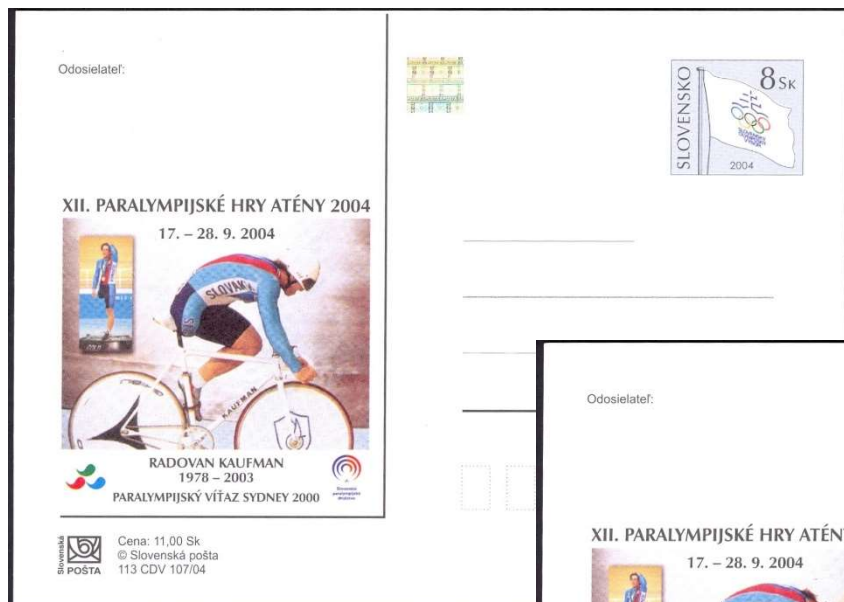 Odosielateľ:
SLOVENSKO
8 SK
2004
XII. PARALYMPIJSKÉ HRY ATÉNY 2004
17. – 28. 9. 2004
SLOVAK
KAUFMAN
RADOVAN KAUFMAN
1978 – 2003
PARALYMPIJSKÝ VÍŤAZ SYDNEY 2000
Slovenská
POŠTA
Cena: 11,00 Sk
© Slovenská pošta
113 CDV 107/04
Odosielateľ:
XII. PARALYMPIJSKÉ HRY ATÉN
17. – 28. 9. 2004